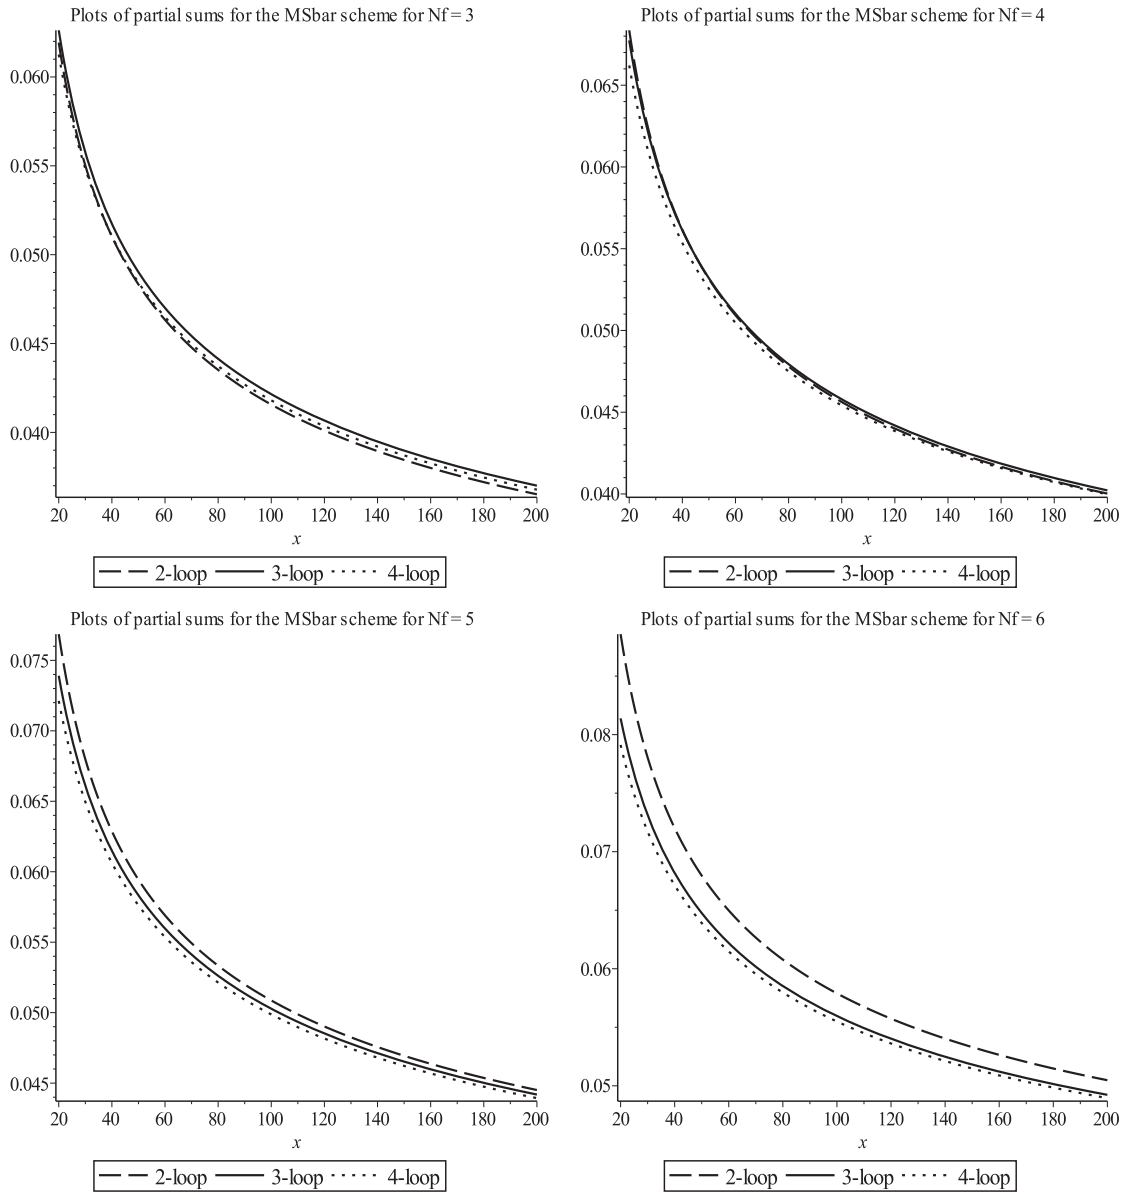 Plots of partial sums for the MSbar scheme for Nf = 3
0.060
0.055
0.050
0.045
0.040
20 40 60 80 100 120 140 160 180 200
x
2-loop 3-loop 4-loop
Plots of partial sums for the MSbar scheme for Nf = 4
0.065
0.060
0.055
0.050
0.045
0.040
20 40 60 80 100 120 140 160 180 200
x
2-loop 3-loop 4-loop
Plots of partial sums for the MSbar scheme for Nf = 5
0.075
0.070
0.065
0.060
0.055
0.050
0.045
20 40 60 80 100 120 140 160 180 200
x
2-loop 3-loop 4-loop
Plots of partial sums for the MSbar scheme for Nf = 6
0.08
0.07
0.06
0.05
20 40 60 80 100 120 140 160 180 200
x
2-loop 3-loop 4-loop